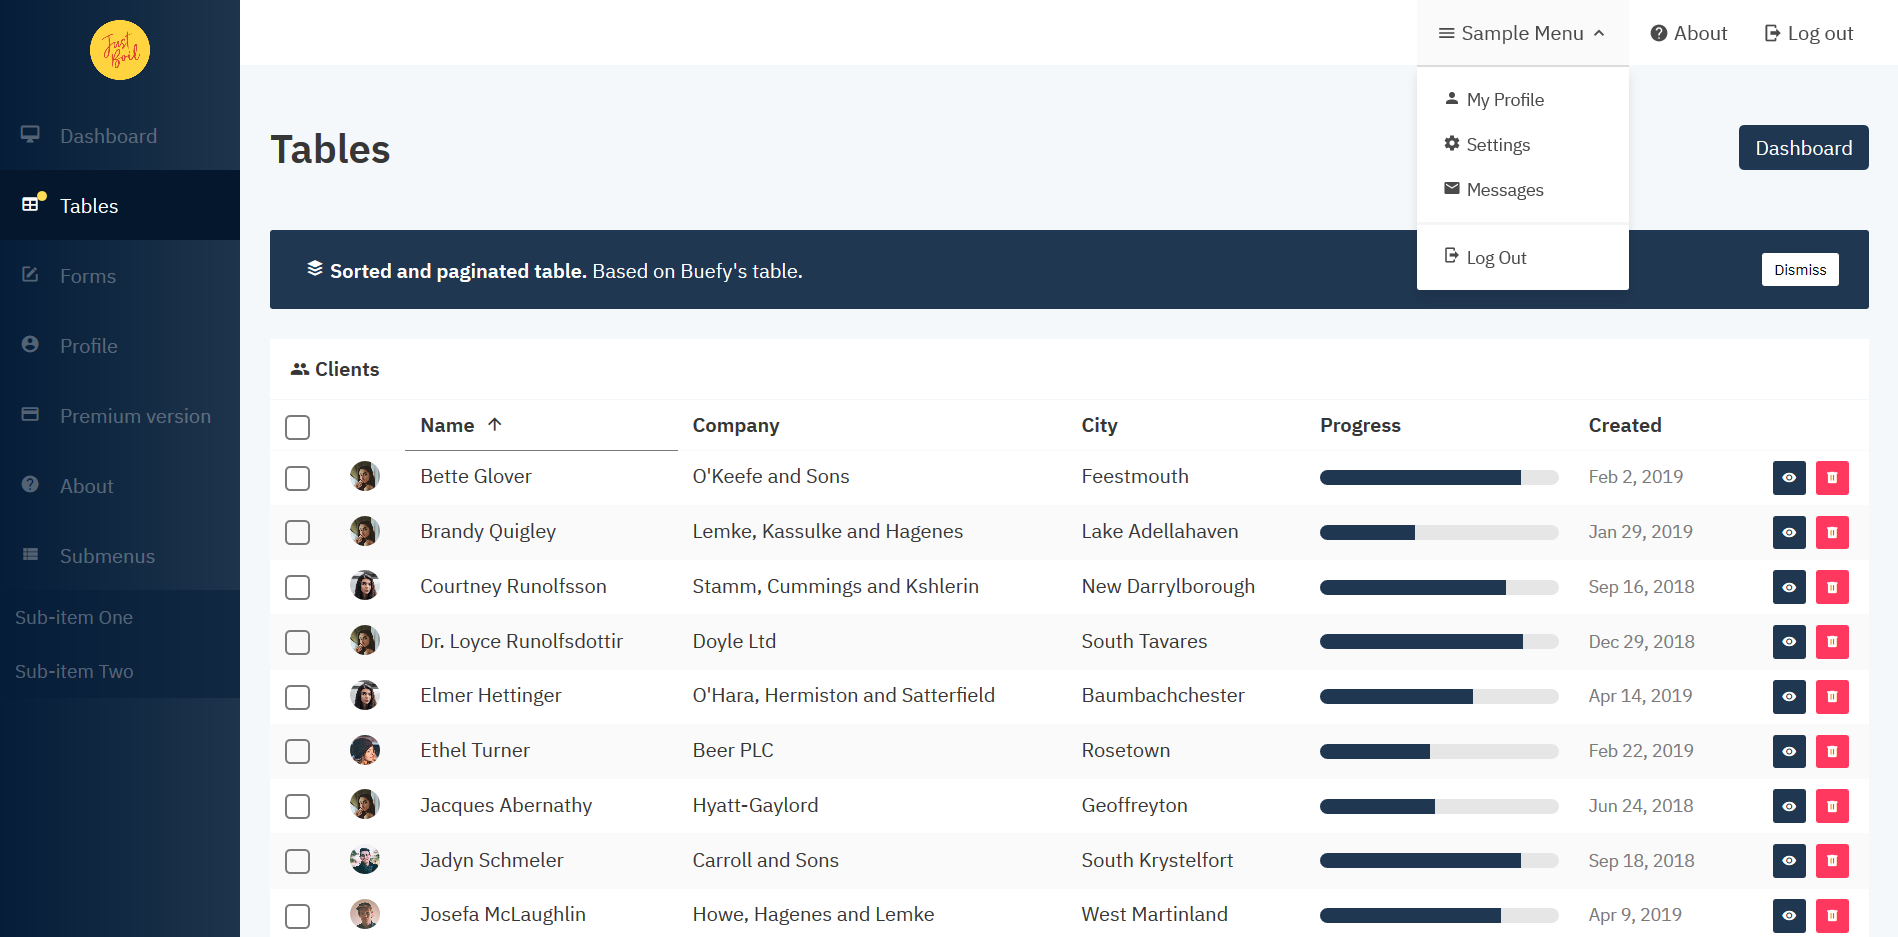 Just Boil
Sample Menu
About
Log out
My Profile
Settings
Messages
Log Out
Dashboard
Tables
Forms
Profile
Premium version
About
Submenus
Sub-item One
Sub-item Two
Tables
Dashboard
Sorted and paginated table. Based on Buefy's table.
Dismiss
Clients
Name Company City Progress Created
Bette Glover O'Keefe and Sons Feestmouth Feb 2, 2019
Brandy Quigley Lemke, Kassulke and Hagenes Lake Adellahaven Jan 29, 2019
Courtney Runolfsson Stamm, Cummings and Kshlerin New Darrylborough Sep 16, 2018
Dr. Loyce Runolfsdottir Doyle Ltd South Tavares Dec 29, 2018
Elmer Hettinger O'Hara, Hermiston and Satterfield Baumbachchester Apr 14, 2019
Ethel Turner Beer PLC Rosetown Feb 22, 2019
Jacques Abernathy Hyatt-Gaylord Geoffreyton Jun 24, 2018
Jadyn Schmeler Carroll and Sons South Krystelfort Sep 18, 2018
Josefa McLaughlin Howe, Hagenes and Lemke West Martinland Apr 9, 2019